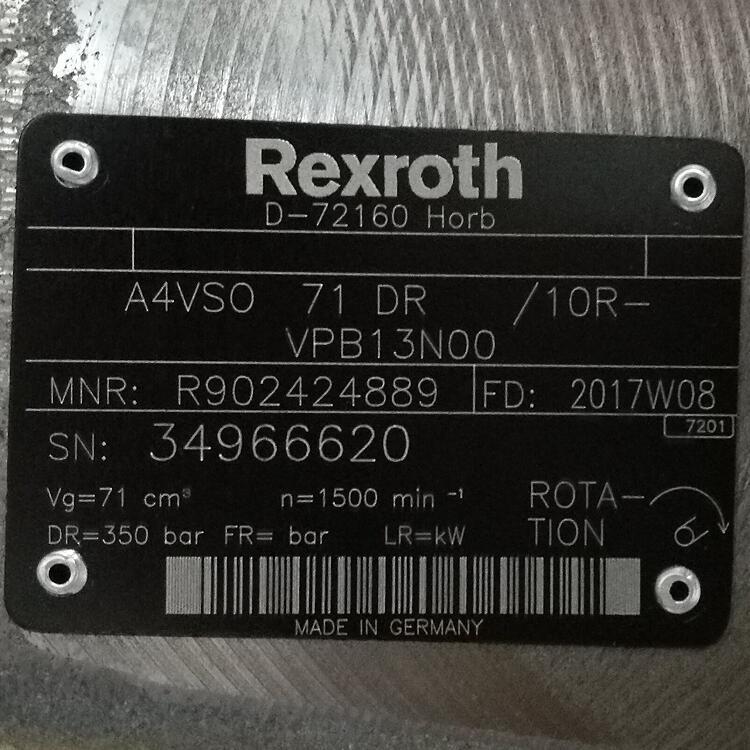 Rexroth
D-72160 Horb
A4VSO 71 DR /10R-
VPB13N00
MNR: R902424889 FD: 2017W08
7201
SN: 34966620
Vg=71 cm³ n=1500 min⁻¹ ROTA-
DR=350 bar FR= bar LR=kW TION
MADE IN GERMANY